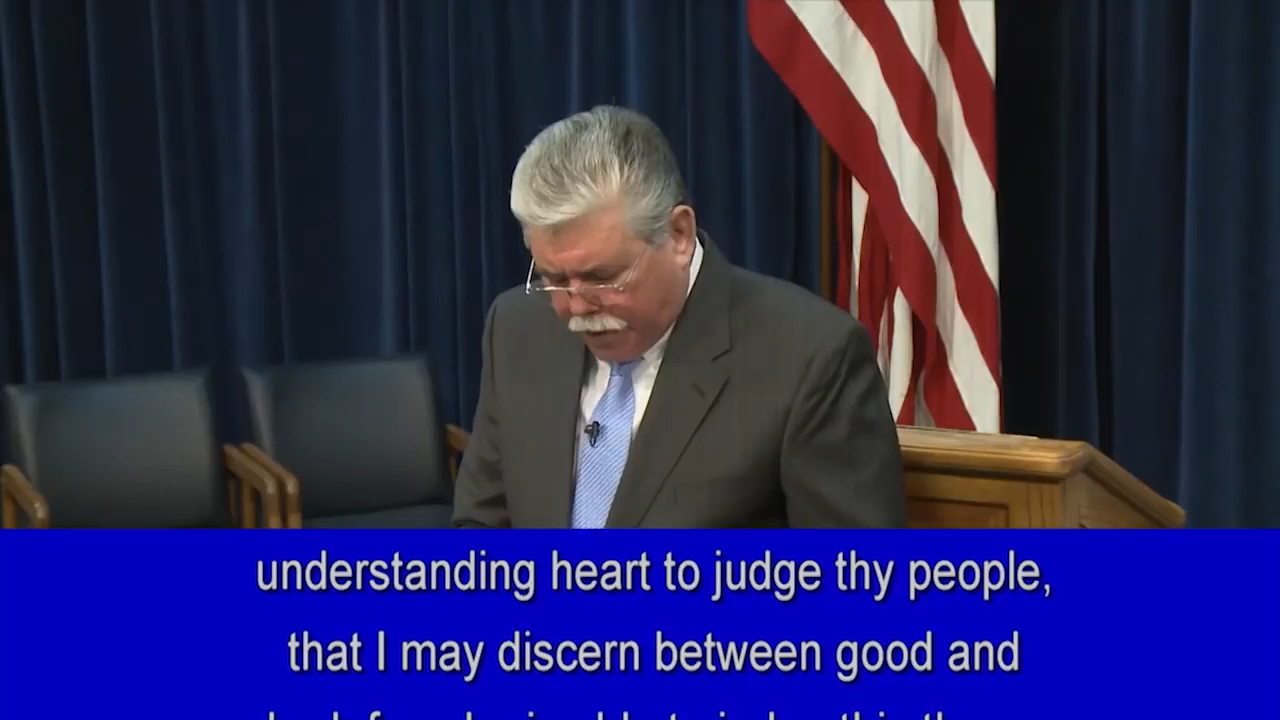 understanding heart to judge thy people,
that I may discern between good and